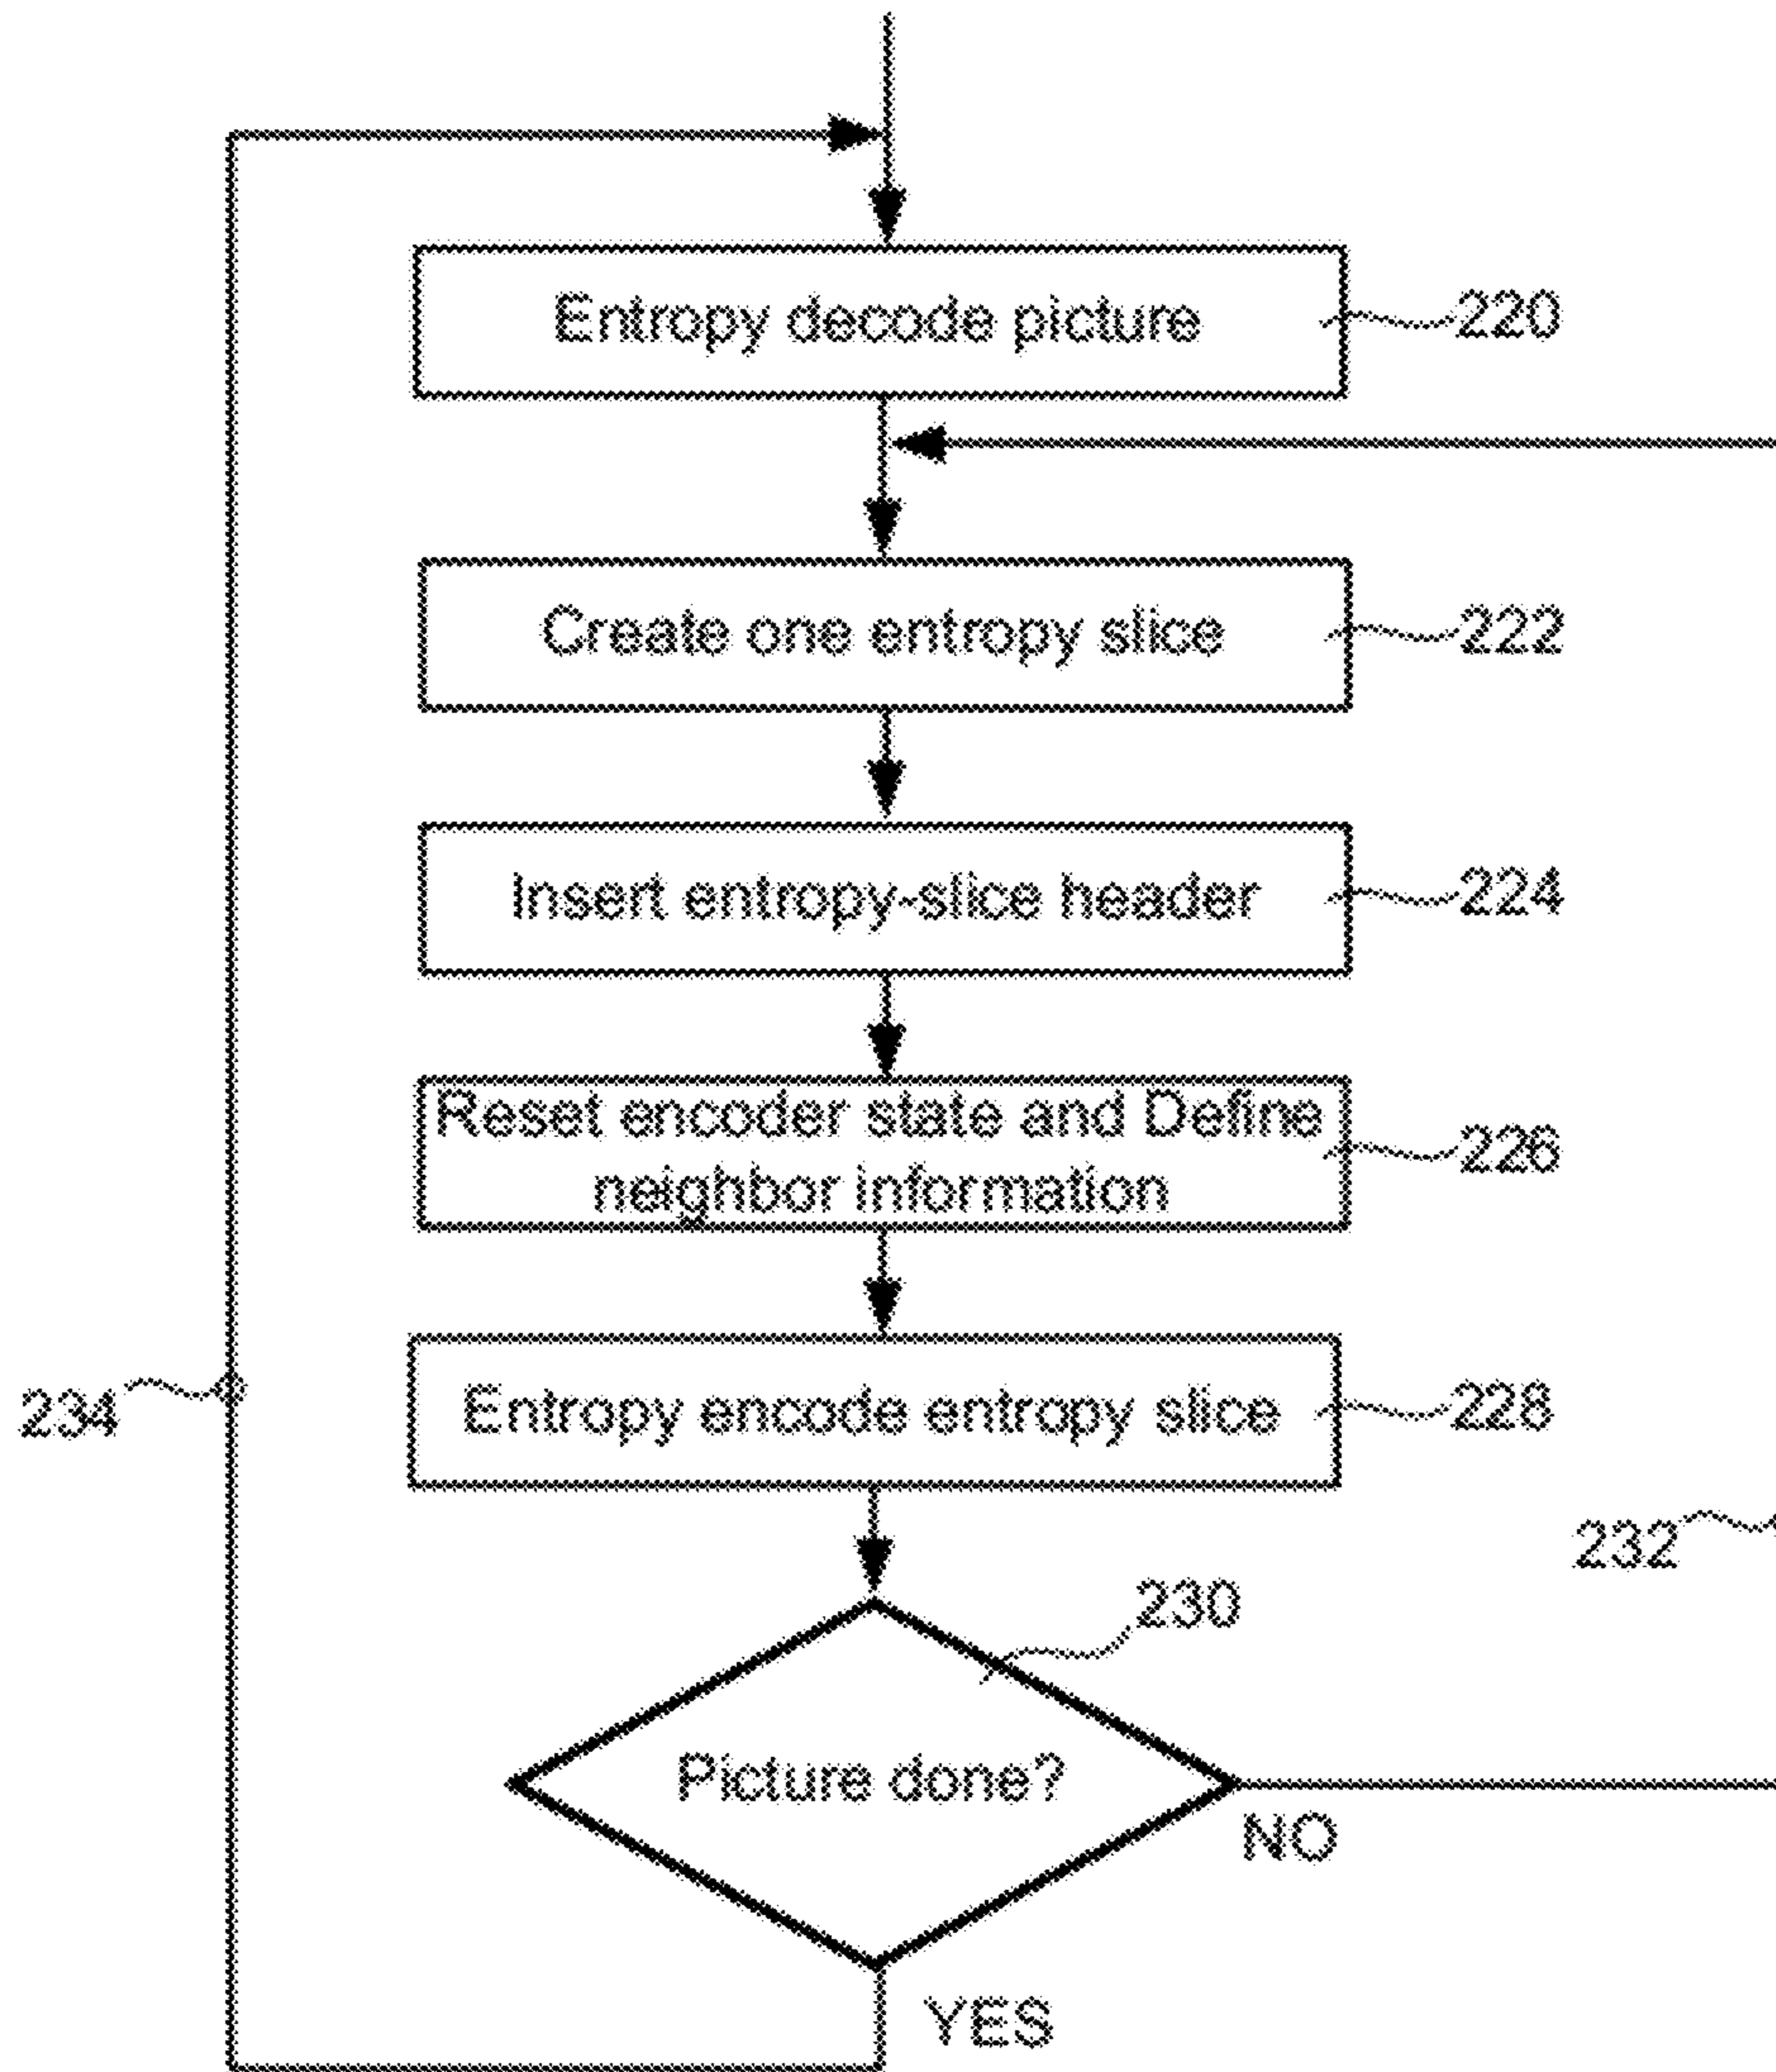 Entropy decode picture 220
Create one entropy slice 222
Insert entropy-slice header 224
Reset encoder state and Define
neighbor information 226
Entropy encode entropy slice 228
234
232
230
Picture done?
NO
YES